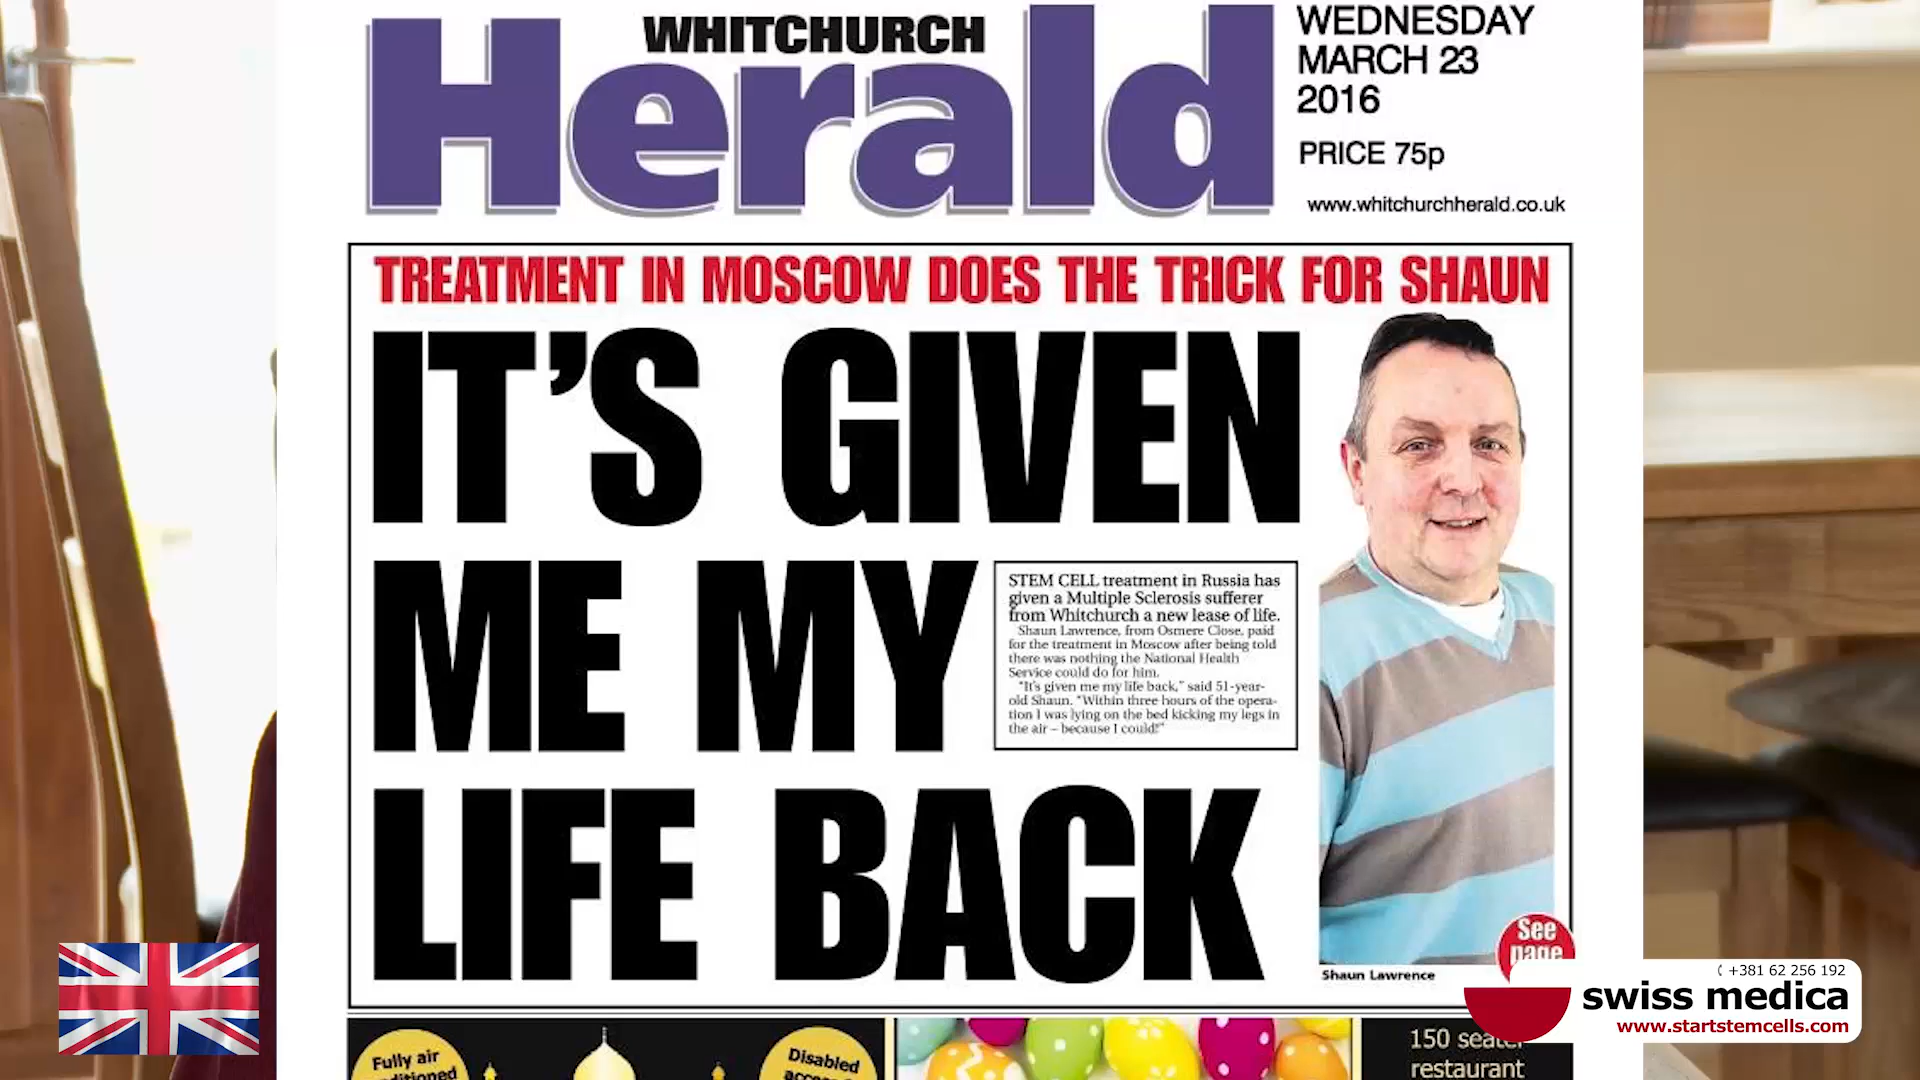 WHITCHURCH
Herald
WEDNESDAY
MARCH 23
2016
PRICE 75p
www.whitchurchherald.co.uk
TREATMENT IN MOSCOW DOES THE TRICK FOR SHAUN
IT'S GIVEN
ME MY
LIFE BACK
STEM CELL treatment in Russia has
given a Multiple Sclerosis sufferer
from Whitchurch a new lease of life.
Shaun Lawrence, from Osmere Close, paid
for the treatment in Moscow after being told
there was nothing the National Health
Service could do for him.
"It's given me my life back," said 51-year-
old Shaun. "Within three hours of the opera-
tion I was lying on the bed kicking my legs in
the air – because I could!"
See
page
Shaun Lawrence
+381 62 256 192
swiss medica
www.startstemcells.com
Fully air
Disabled
150 seater
restaurant